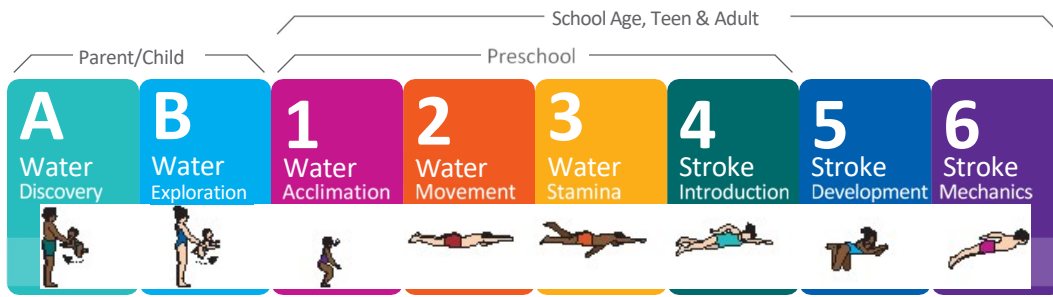 School Age, Teen & Adult
Parent/Child
Preschool
A
Water
Discovery
B
Water
Exploration
1
Water
Acclimation
2
Water
Movement
3
Water
Stamina
4
Stroke
Introduction
5
Stroke
Development
6
Stroke
Mechanics